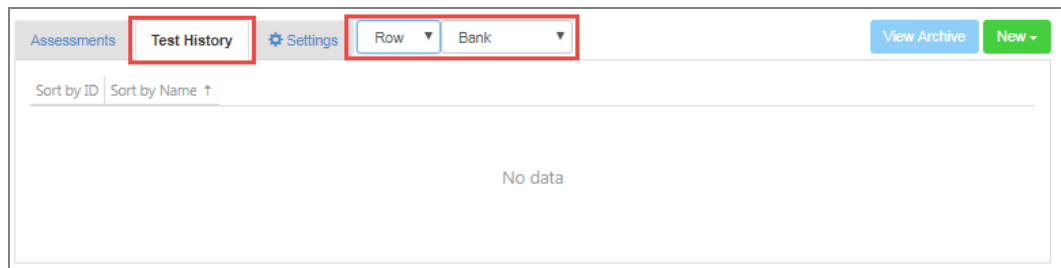 Assessments Test History Settings Row Bank View Archive New
Sort by ID Sort by Name ↑
No data